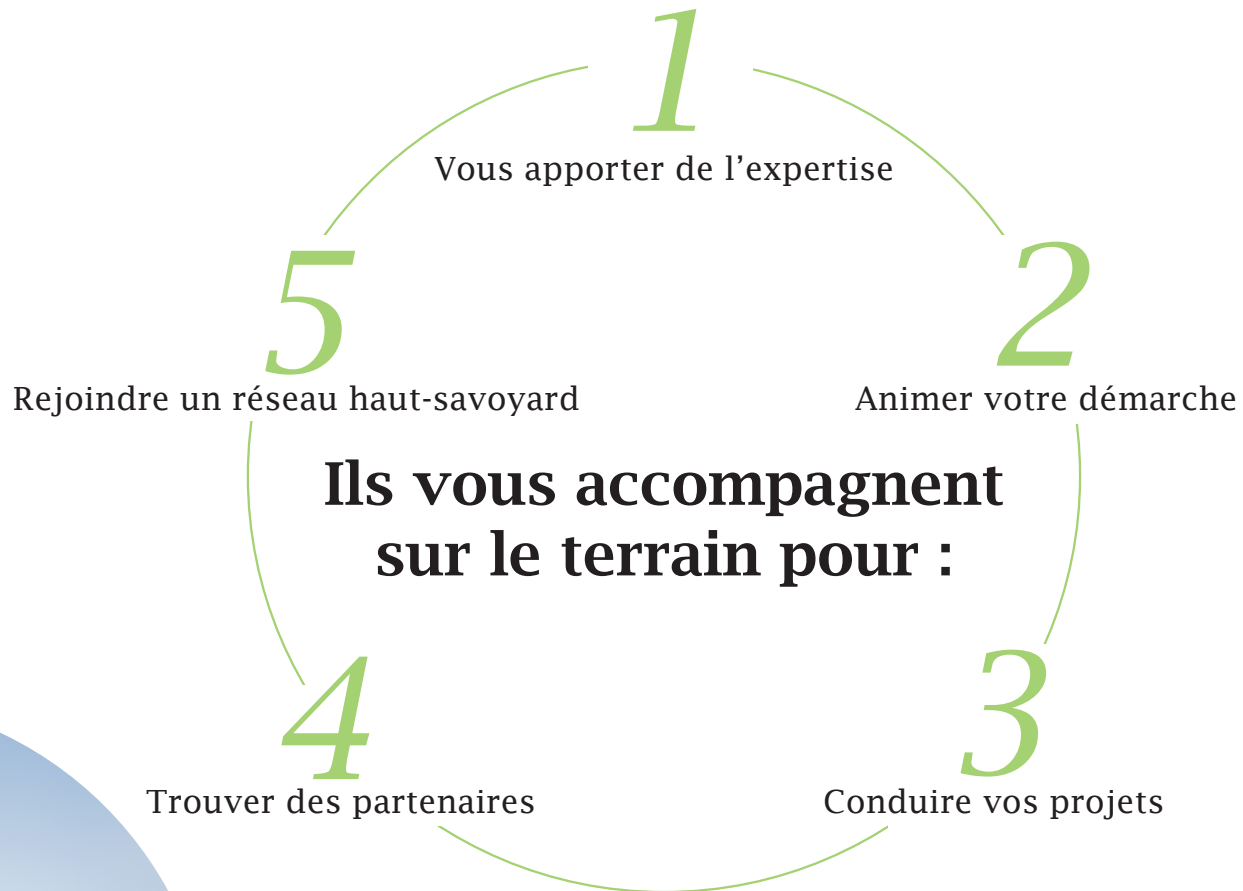 1
Vous apporter de l’expertise
2
Animer votre démarche
3
Conduire vos projets
4
Trouver des partenaires
5
Rejoindre un réseau haut-savoyard
Ils vous accompagnent
sur le terrain pour :